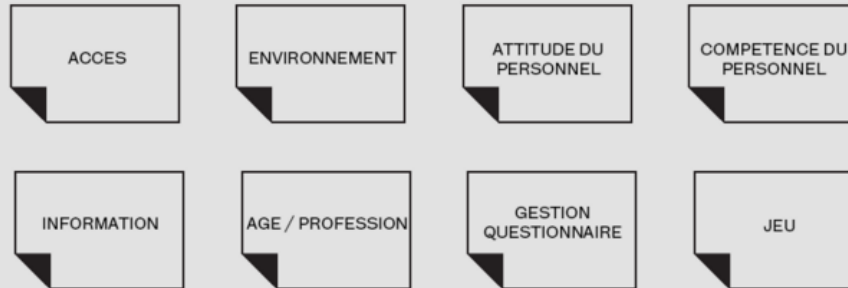 ACCES
ENVIRONNEMENT
ATTITUDE DU
PERSONNEL
COMPETENCE DU
PERSONNEL
INFORMATION
AGE / PROFESSION
GESTION
QUESTIONNAIRE
JEU